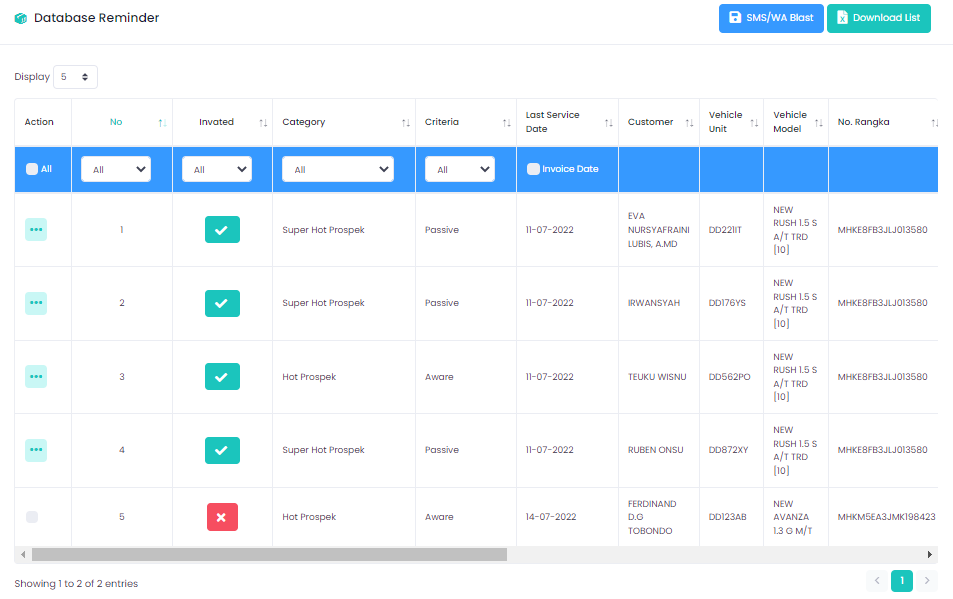 Database Reminder
SMS/WA Blast
Download List
Display 5
Action No Invated Category Criteria Last Service Date Customer Vehicle Unit Vehicle Model No. Rangka
All All All All All Invoice Date
1 Super Hot Prospek Passive 11-07-2022 EVA NURSYAFRAINI LUBIS, A.MD DD221IT NEW RUSH 1.5 S A/T TRD [10] MHKE8FB3JLJ013580
2 Super Hot Prospek Passive 11-07-2022 IRWANSYAH DD176YS NEW RUSH 1.5 S A/T TRD [10] MHKE8FB3JLJ013580
3 Hot Prospek Aware 11-07-2022 TEUKU WISNU DD562PO NEW RUSH 1.5 S A/T TRD [10] MHKE8FB3JLJ013580
4 Super Hot Prospek Passive 11-07-2022 RUBEN ONSU DD872XY NEW RUSH 1.5 S A/T TRD [10] MHKE8FB3JLJ013580
5 Hot Prospek Aware 14-07-2022 FERDINAND D.G TOBONDO DD123AB NEW AVANZA 1.3 G M/T MHKM5EA3JMK198423
Showing 1 to 2 of 2 entries
1